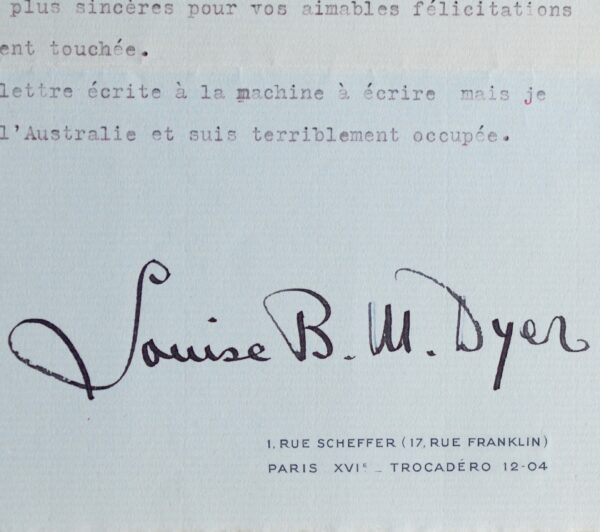 plus sincères pour vos aimables félicitations
ent touchée.
lettre écrite à la machine à écrire mais je
l'Australie et suis terriblement occupée.
Louise B. M. Dyer
1, RUE SCHEFFER (17, RUE FRANKLIN)
PARIS XVIᵉ _ TROCADÉRO 12-04